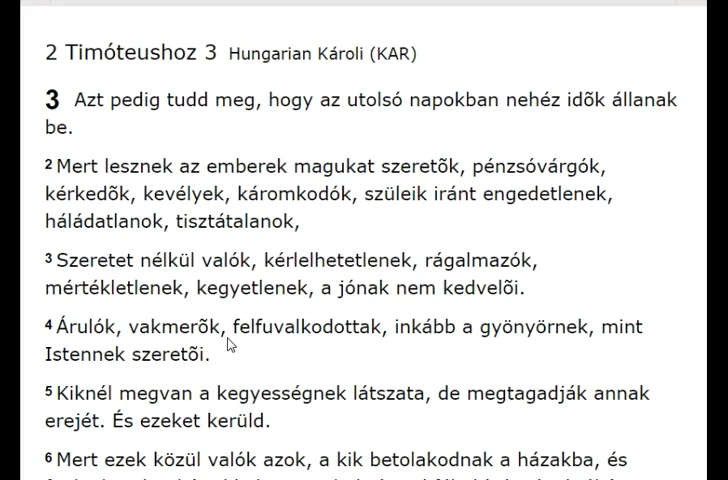 2 Timóteushoz 3 Hungarian Károli (KAR)
3 Azt pedig tudd meg, hogy az utolsó napokban nehéz idõk állanak
be.
2 Mert lesznek az emberek magukat szeretõk, pénzsóvárgók,
kérkedõk, kevélyek, káromkodók, szüleik iránt engedetlenek,
háládatlanok, tisztátalanok,
3 Szeretet nélkül valók, kérlelhetetlenek, rágalmazók,
mértékletlenek, kegyetlenek, a jónak nem kedvelõi.
4 Árulók, vakmerõk, felfuvalkodottak, inkább a gyönyörnek, mint
Istennek szeretõi.
5 Kiknél megvan a kegyességnek látszata, de megtagadják annak
erejét. És ezeket kerüld.
6 Mert ezek közül valók azok, a kik betolakodnak a házakba, és